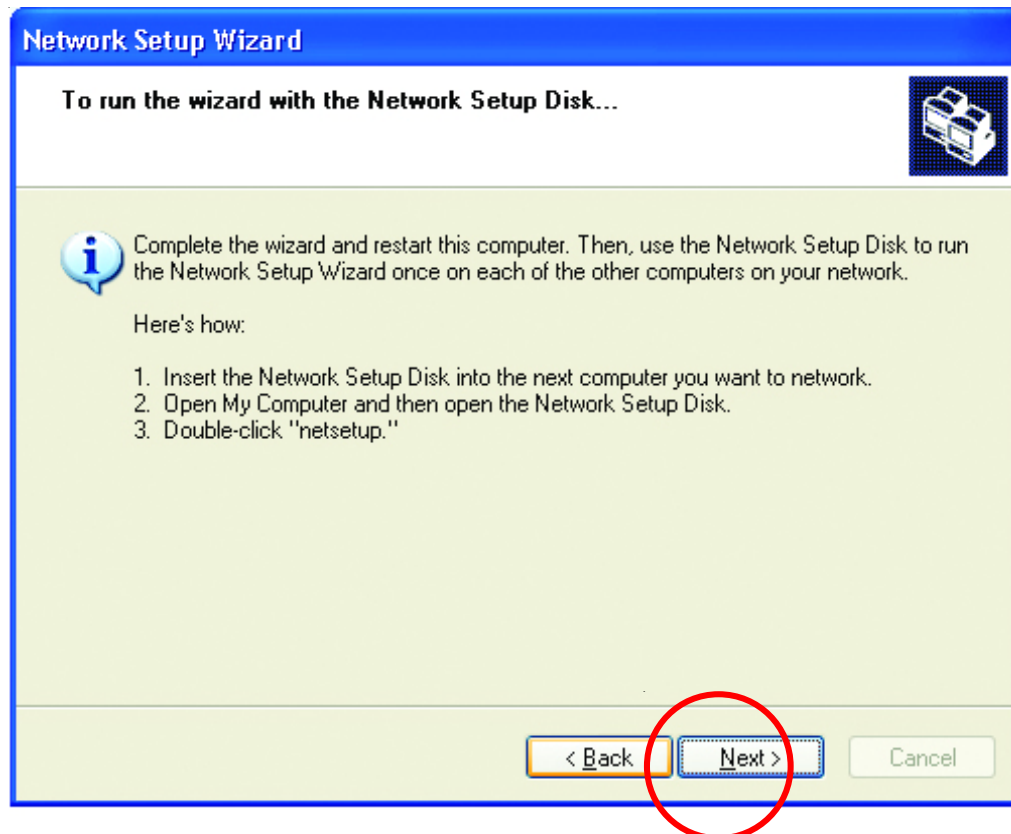 Network Setup Wizard
To run the wizard with the Network Setup Disk...
Complete the wizard and restart this computer. Then, use the Network Setup Disk to run
the Network Setup Wizard once on each of the other computers on your network.
Here's how:
1. Insert the Network Setup Disk into the next computer you want to network.
2. Open My Computer and then open the Network Setup Disk.
3. Double-click "netsetup."
< Back
Next >
Cancel